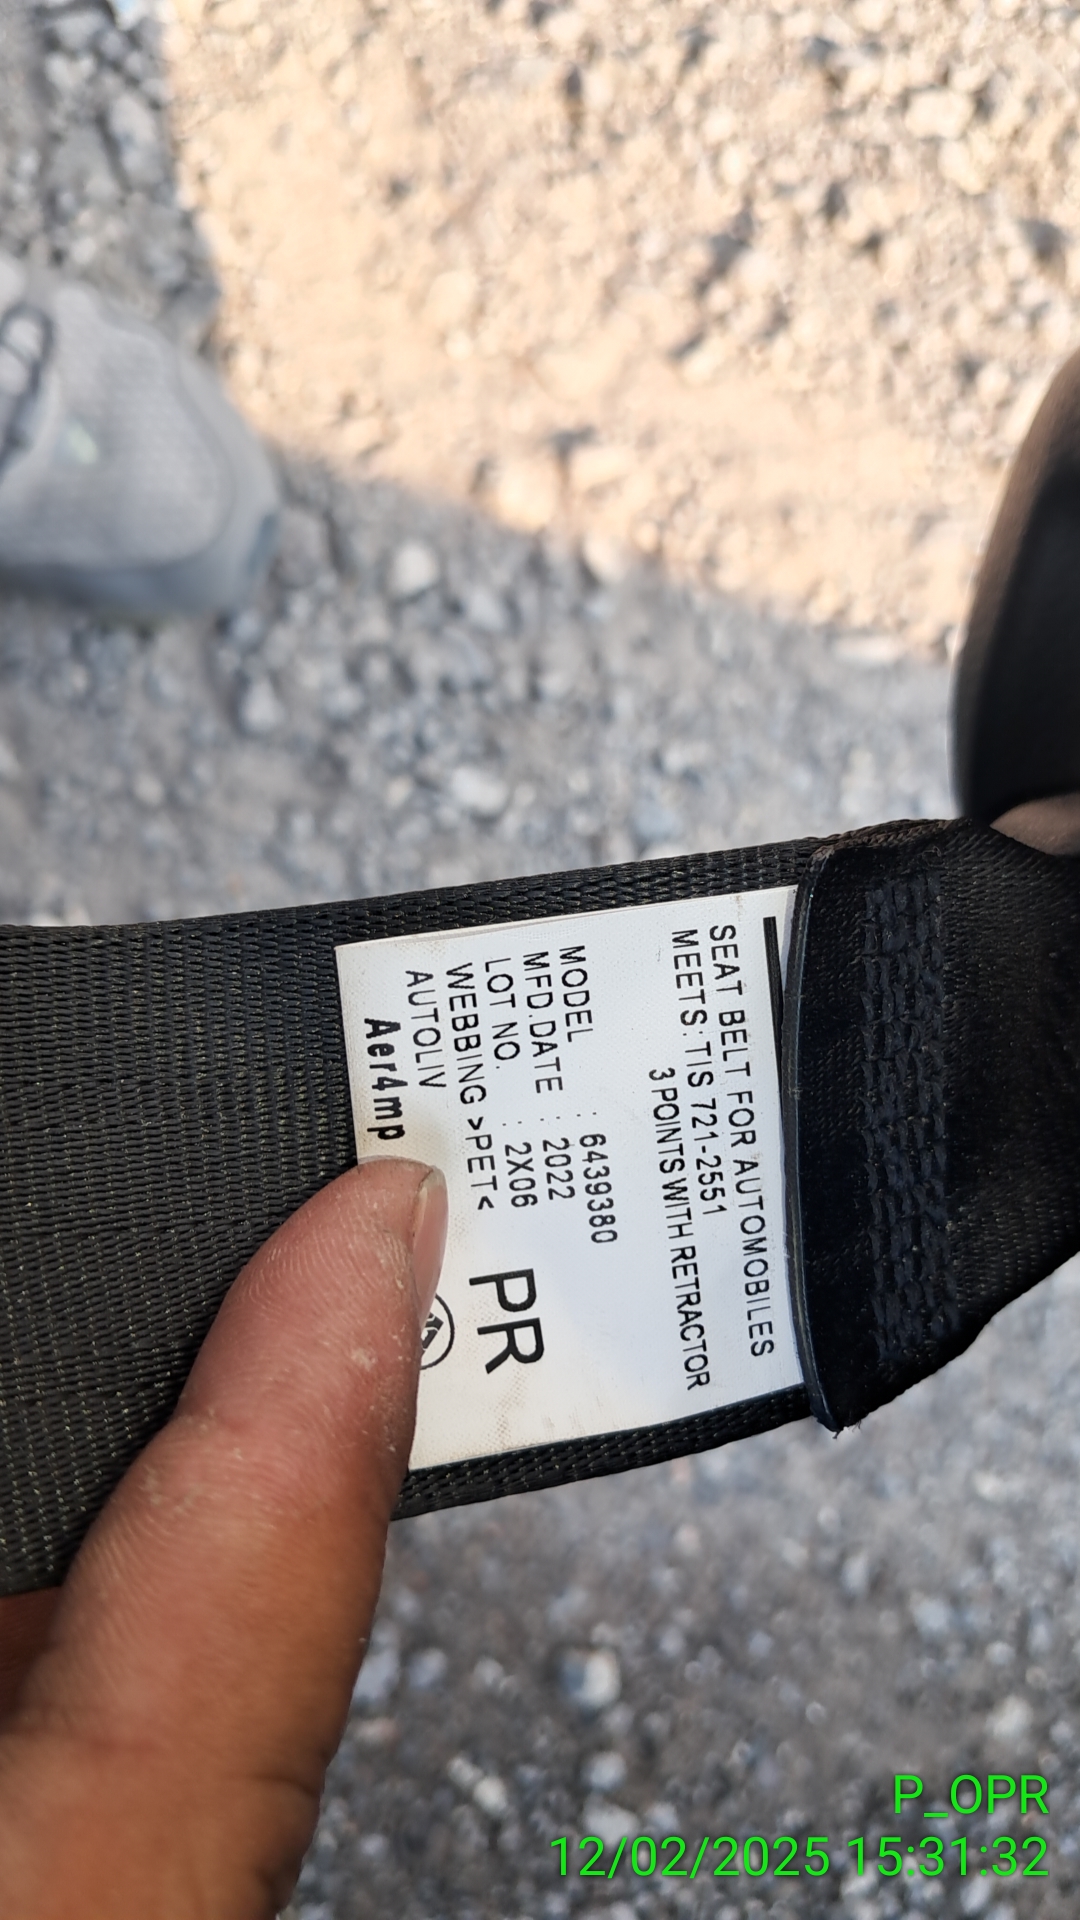 SEAT BELT FOR AUTOMOBILES
MEETS:TIS 721-2551
3 POINTS WITH RETRACTOR
MODEL : 6439380
MFD.DATE : 2022
LOT NO. : 2X06
WEBBING >PET<
AUTOLIV
PR
Aer4mp
P_OPR
12/02/2025 15:31:32